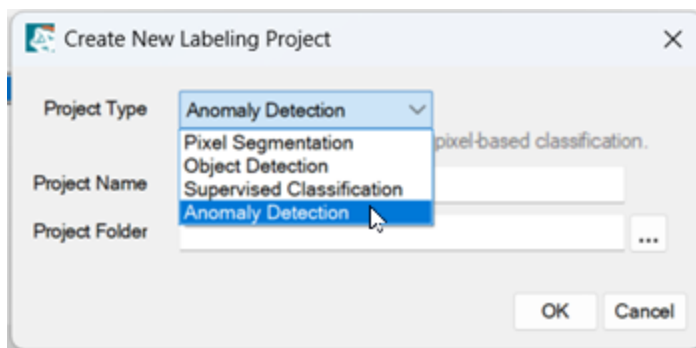 Create New Labeling Project
Project Type Anomaly Detection
Pixel Segmentation pixel-based classification.
Object Detection
Project Name Supervised Classification
Anomaly Detection
Project Folder ...
OK Cancel